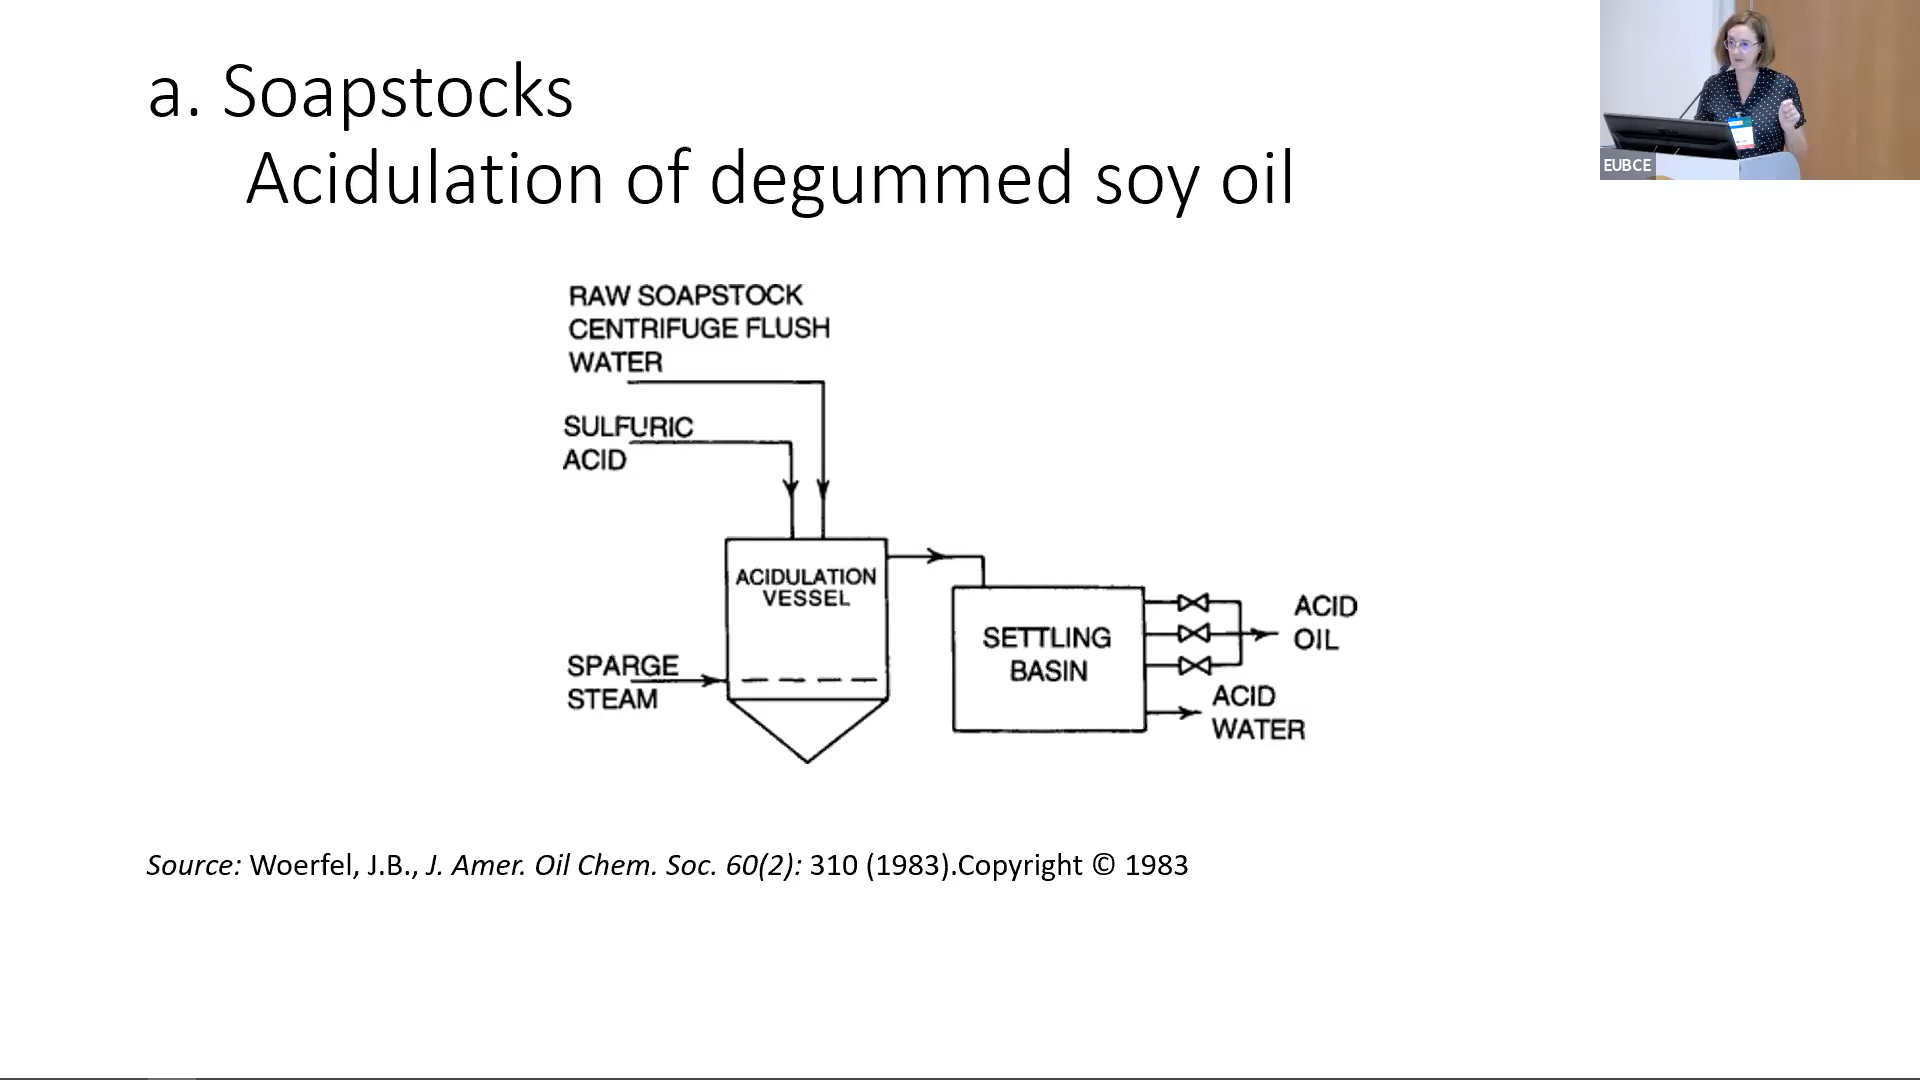 a. Soapstocks
Acidulation of degummed soy oil
EUBCE
RAW SOAPSTOCK
CENTRIFUGE FLUSH
WATER
SULFURIC
ACID
ACIDULATION
VESSEL
SPARGE
STEAM
SETTLING
BASIN
ACID
OIL
ACID
WATER
Source: Woerfel, J.B., J. Amer. Oil Chem. Soc. 60(2): 310 (1983).Copyright © 1983